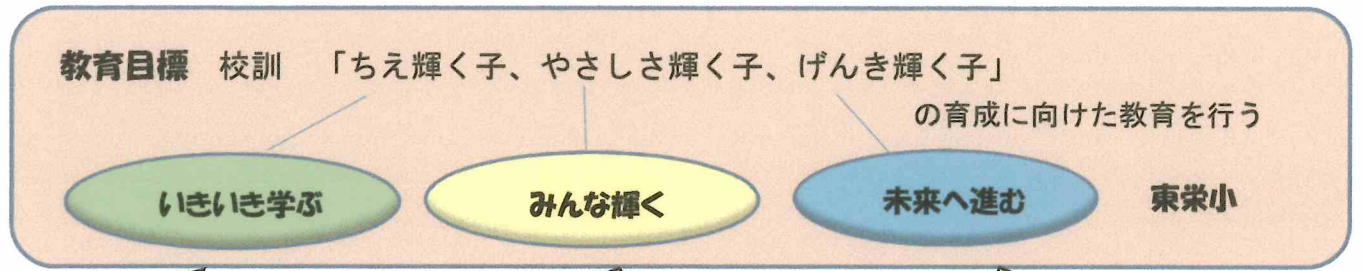 教育目標　校訓　「ちえ輝く子、やさしさ輝く子、げんき輝く子」
の育成に向けた教育を行う
いきいき学ぶ　みんな輝く　未来へ進む　東栄小